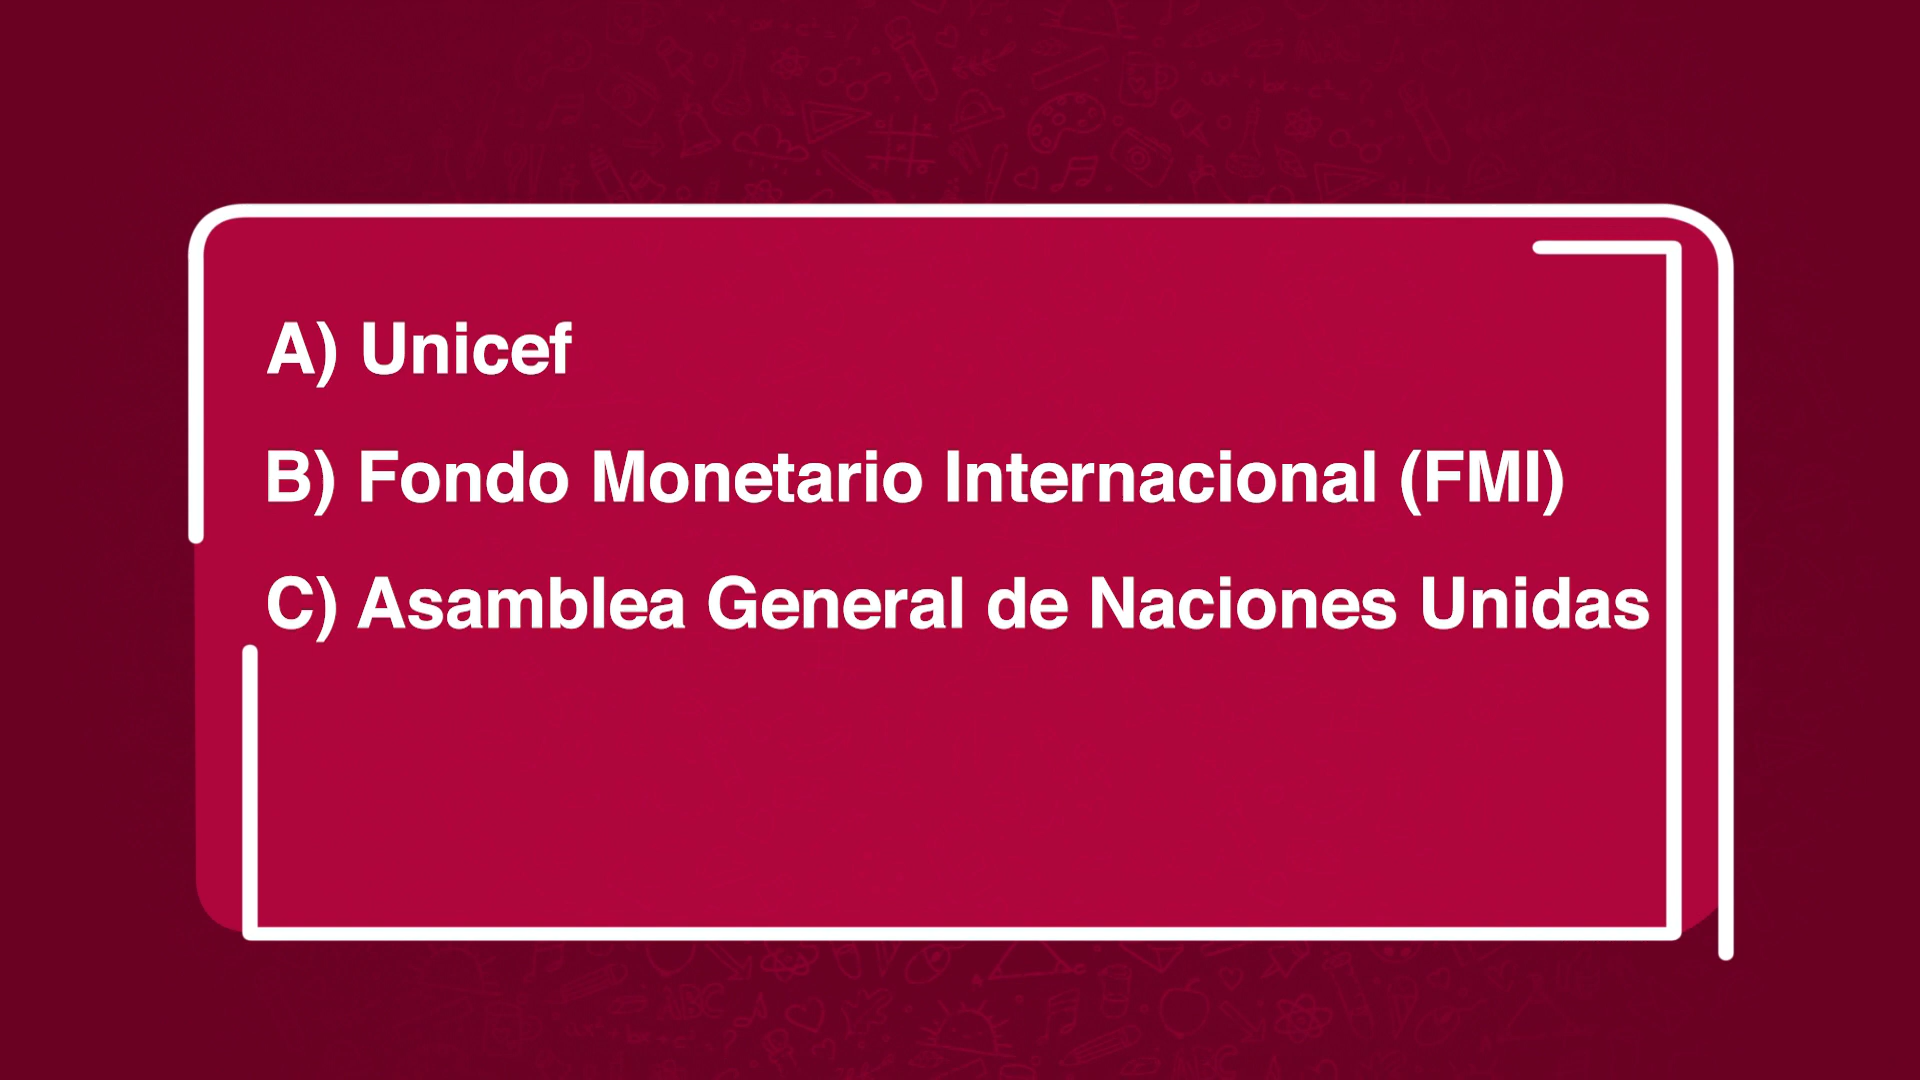 A) Unicef
B) Fondo Monetario Internacional (FMI)
C) Asamblea General de Naciones Unidas